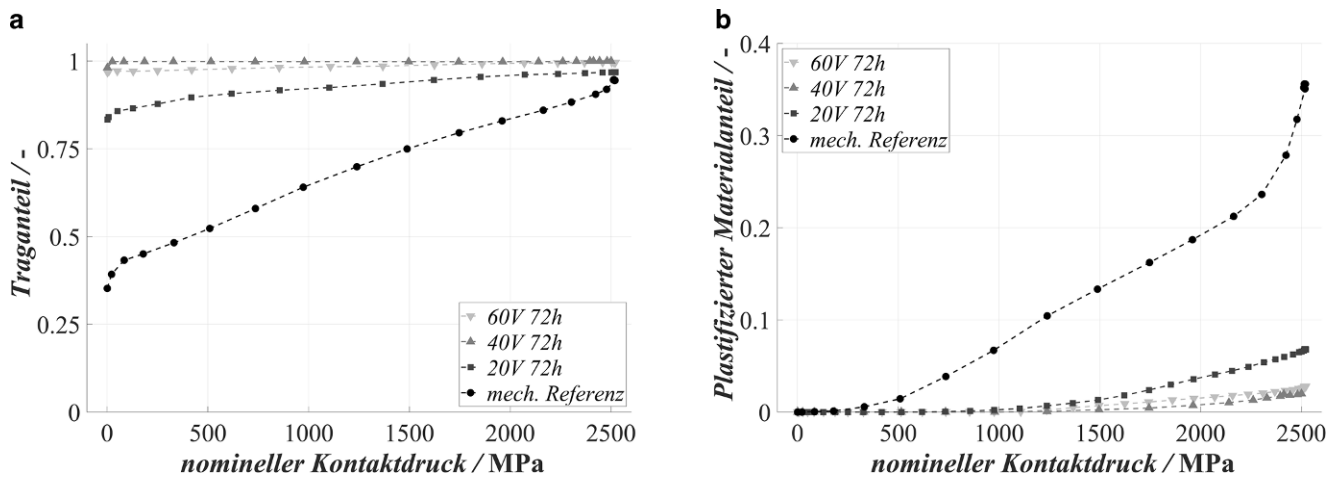 a
1
0.75
0.5
0.25
0
Traganteil / -
60V 72h
40V 72h
20V 72h
mech. Referenz
0 500 1000 1500 2000 2500
nomineller Kontaktdruck / MPa
b
0.4
0.3
0.2
0.1
0
Plastifizierter Materialanteil / -
60V 72h
40V 72h
20V 72h
mech. Referenz
0 500 1000 1500 2000 2500
nomineller Kontaktdruck / MPa